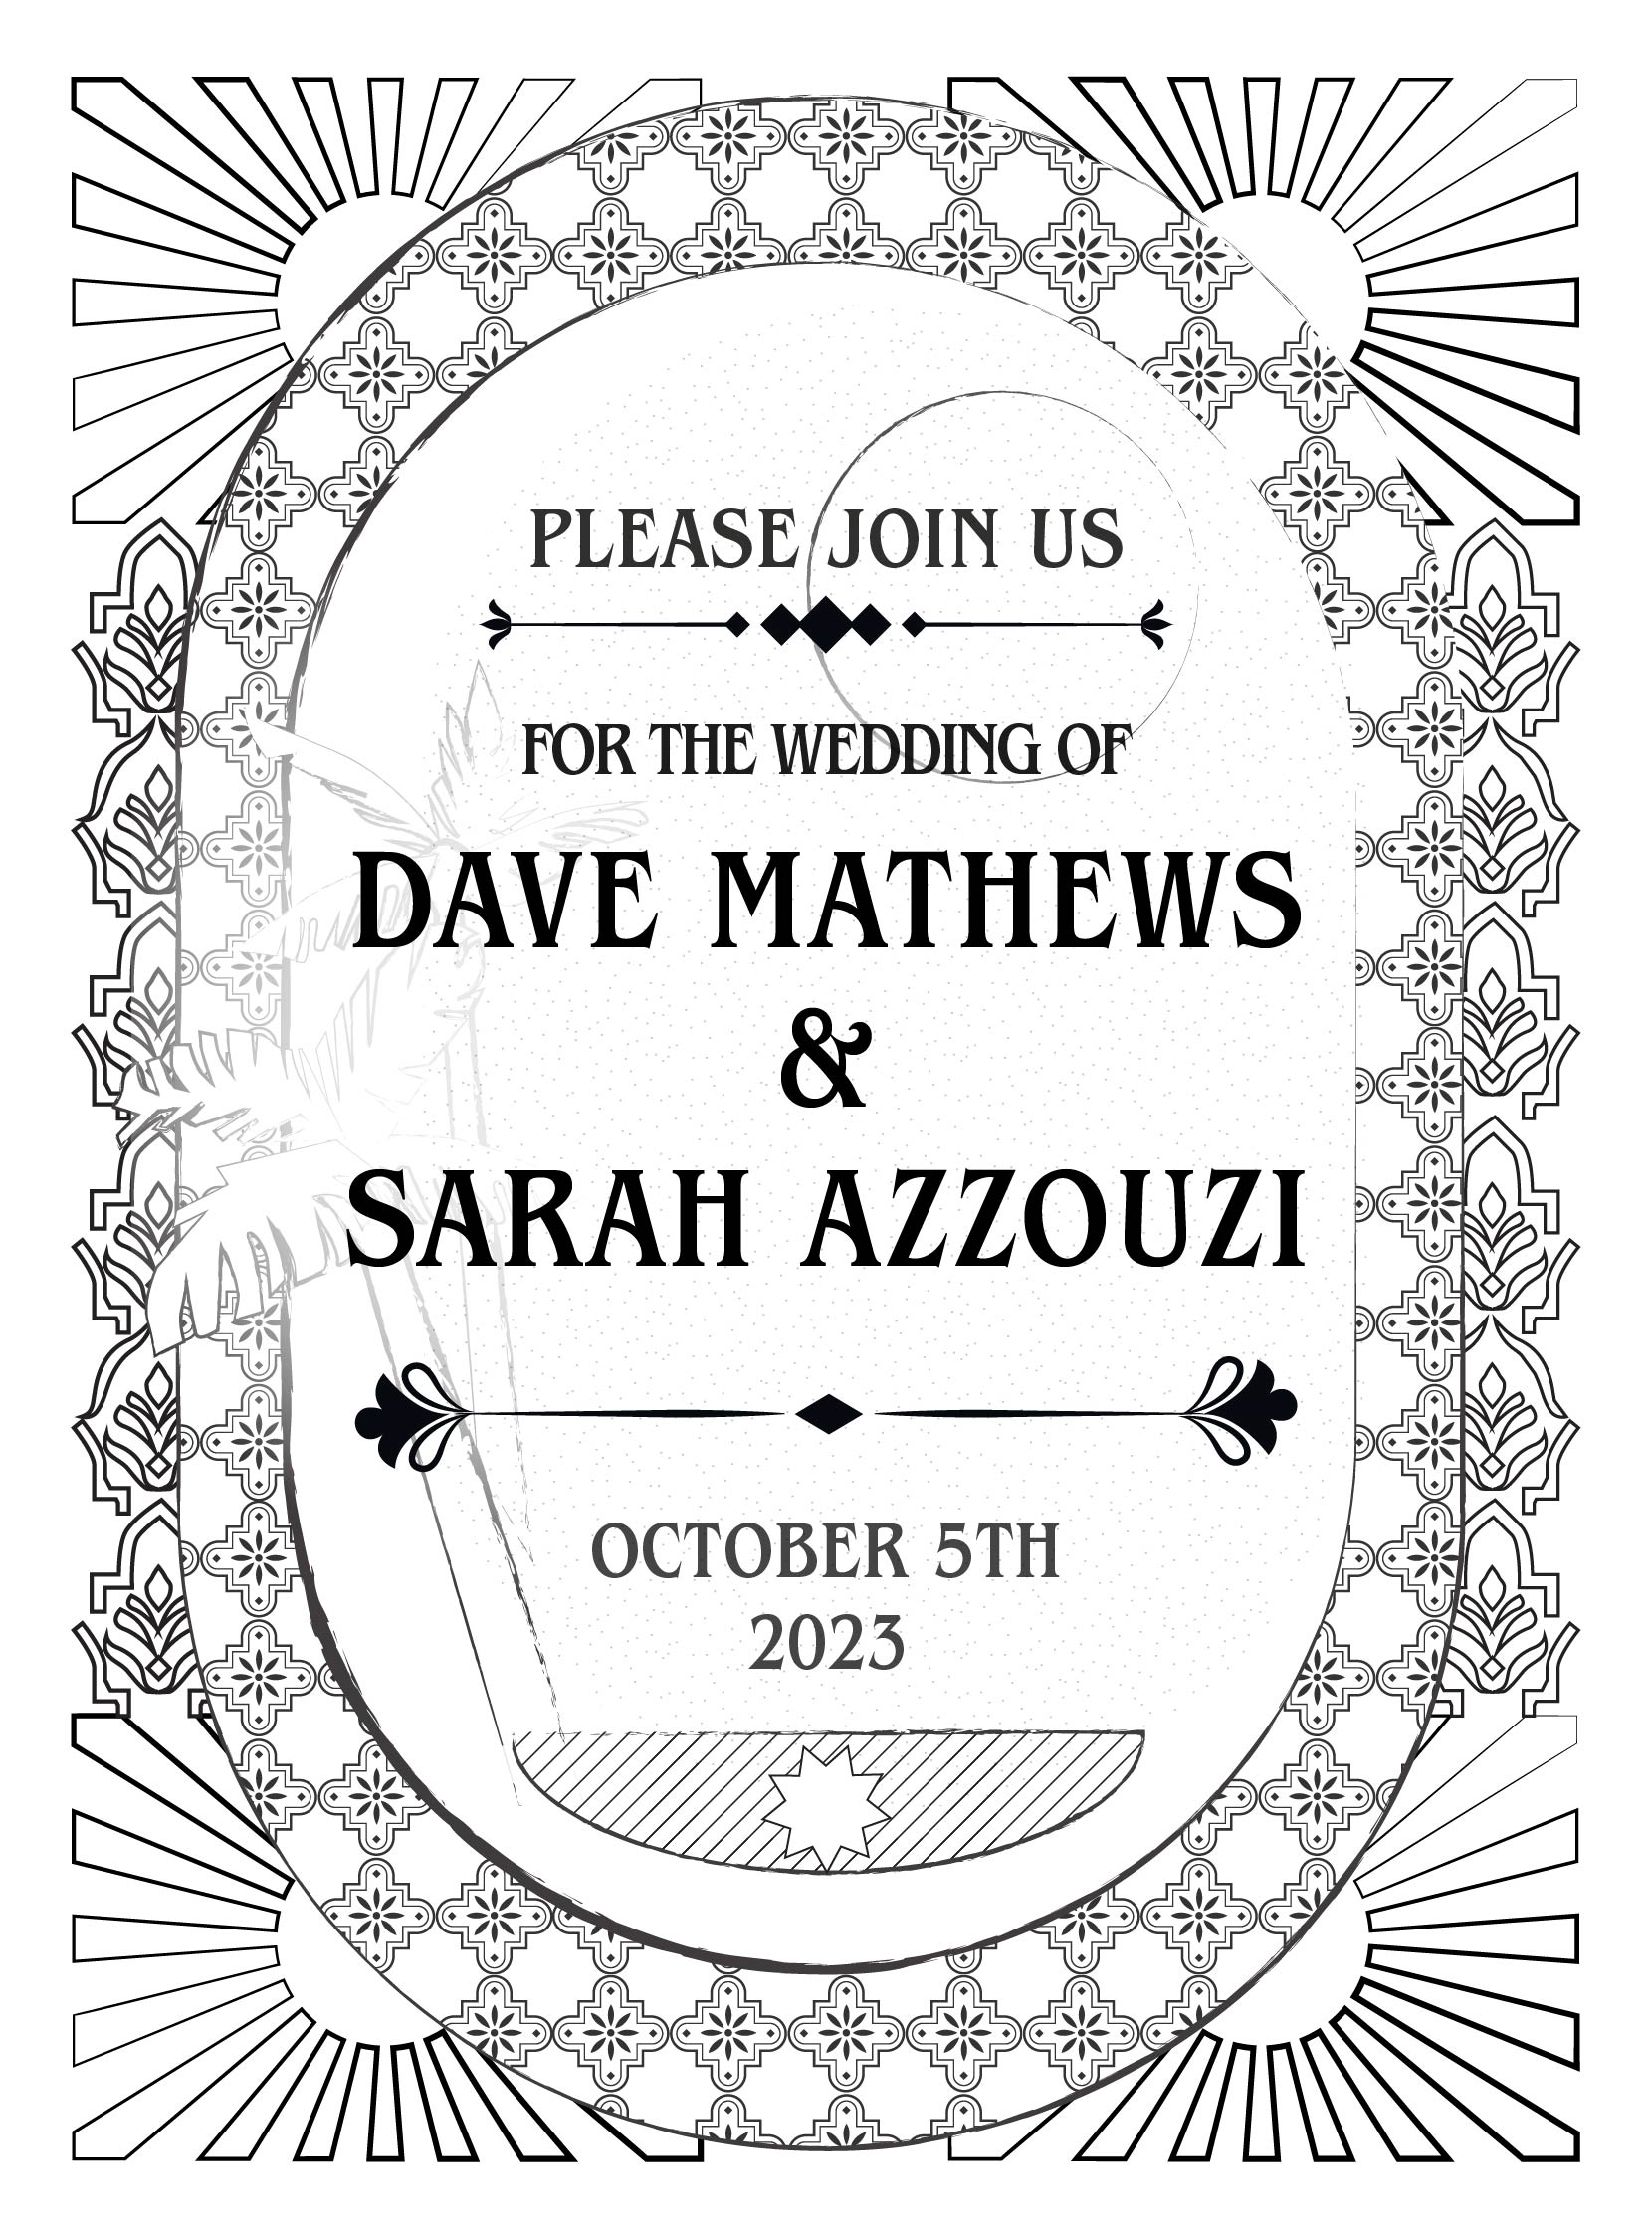 PLEASE JOIN US
FOR THE WEDDING OF
DAVE MATHEWS
&
SARAH AZZOUZI
OCTOBER 5TH
2023